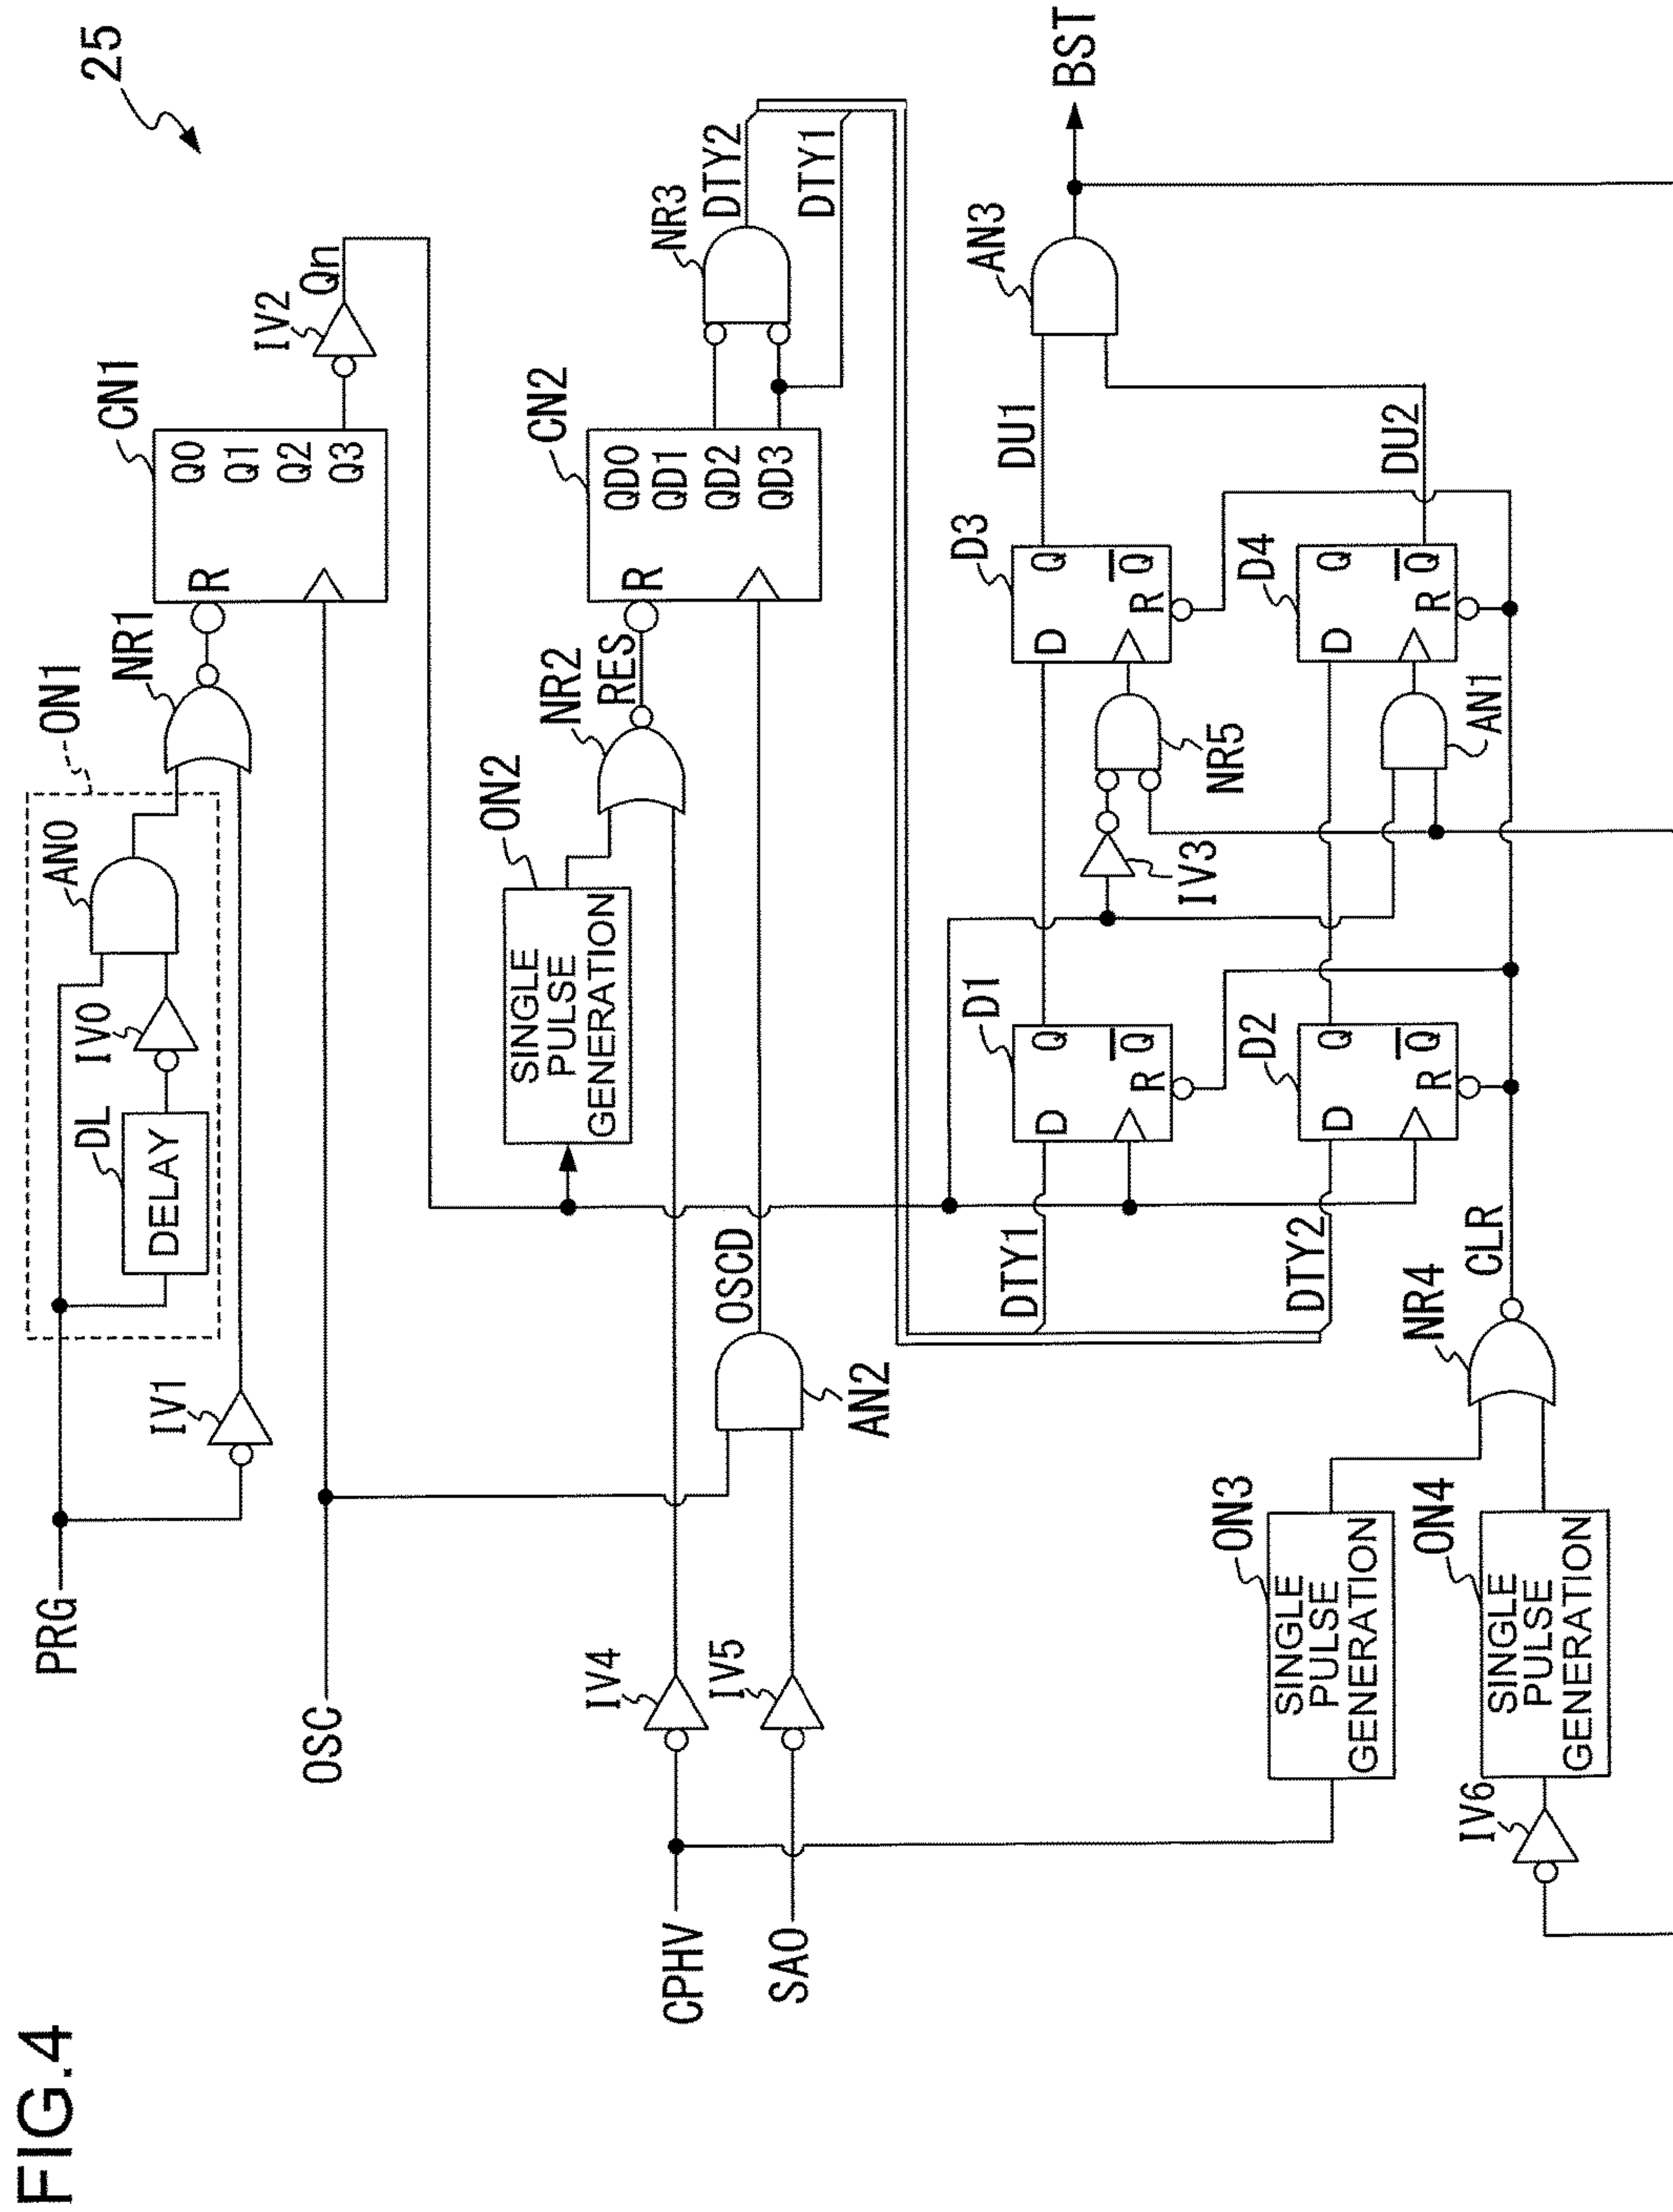 FIG.4
25
PRG
IV1
DL
DELAY
IV0
AN0
ON1
NR1
R
CN1
Q0
Q1
Q2
Q3
IV2
Qn
OSC
ON2
SINGLE
PULSE
GENERATION
NR2
RES
R
CN2
QD0
QD1
QD2
QD3
NR3
DTY2
DTY1
CPHV
SAO
IV4
IV5
AN2
OSCD
DTY1
DTY2
D1
D
Q
Q
R
D2
D
Q
Q
R
IV3
NR5
AN1
D3
D
Q
Q
R
D4
D
Q
Q
R
DU1
DU2
AN3
BST
ON3
SINGLE
PULSE
GENERATION
ON4
SINGLE
PULSE
GENERATION
IV6
NR4
CLR